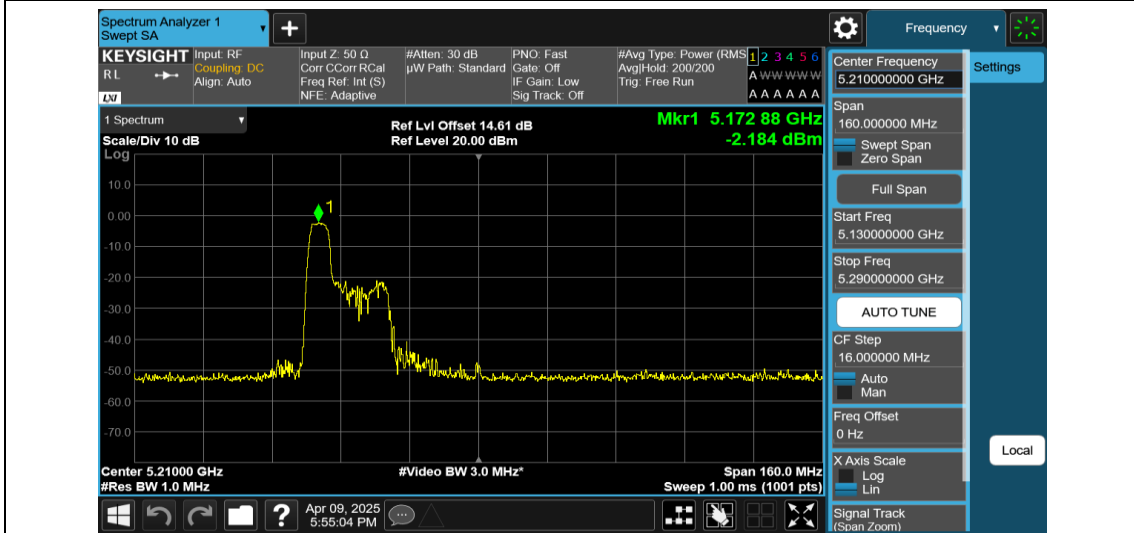 Spectrum Analyzer 1
Swept SA
Frequency
KEYSIGHT
RL
LXI
Input: RF
Coupling: DC
Align: Auto
Input Z: 50 Ω
Corr CCorr RCal
Freq Ref: Int (S)
NFE: Adaptive
#Atten: 30 dB
µW Path: Standard
PNO: Fast
Gate: Off
IF Gain: Low
Sig Track: Off
#Avg Type: Power (RMS
Avg|Hold: 200/200
Trig: Free Run
1 2 3 4 5 6
A W W W W W
A A A A A A
1 Spectrum
Scale/Div 10 dB
Log
Ref Lvl Offset 14.61 dB
Ref Level 20.00 dBm
Mkr1 5.172 88 GHz
-2.184 dBm
1
10.0
0.00
-10.0
-20.0
-30.0
-40.0
-50.0
-60.0
-70.0
Center 5.21000 GHz
#Res BW 1.0 MHz
#Video BW 3.0 MHz*
Span 160.0 MHz
Sweep 1.00 ms (1001 pts)
Center Frequency
5.210000000 GHz
Span
160.000000 MHz
Swept Span
Zero Span
Full Span
Start Freq
5.130000000 GHz
Stop Freq
5.290000000 GHz
AUTO TUNE
CF Step
16.000000 MHz
Auto
Man
Freq Offset
0 Hz
X Axis Scale
Log
Lin
Signal Track
(Span Zoom)
Settings
Local
?
Apr 09, 2025
5:55:04 PM